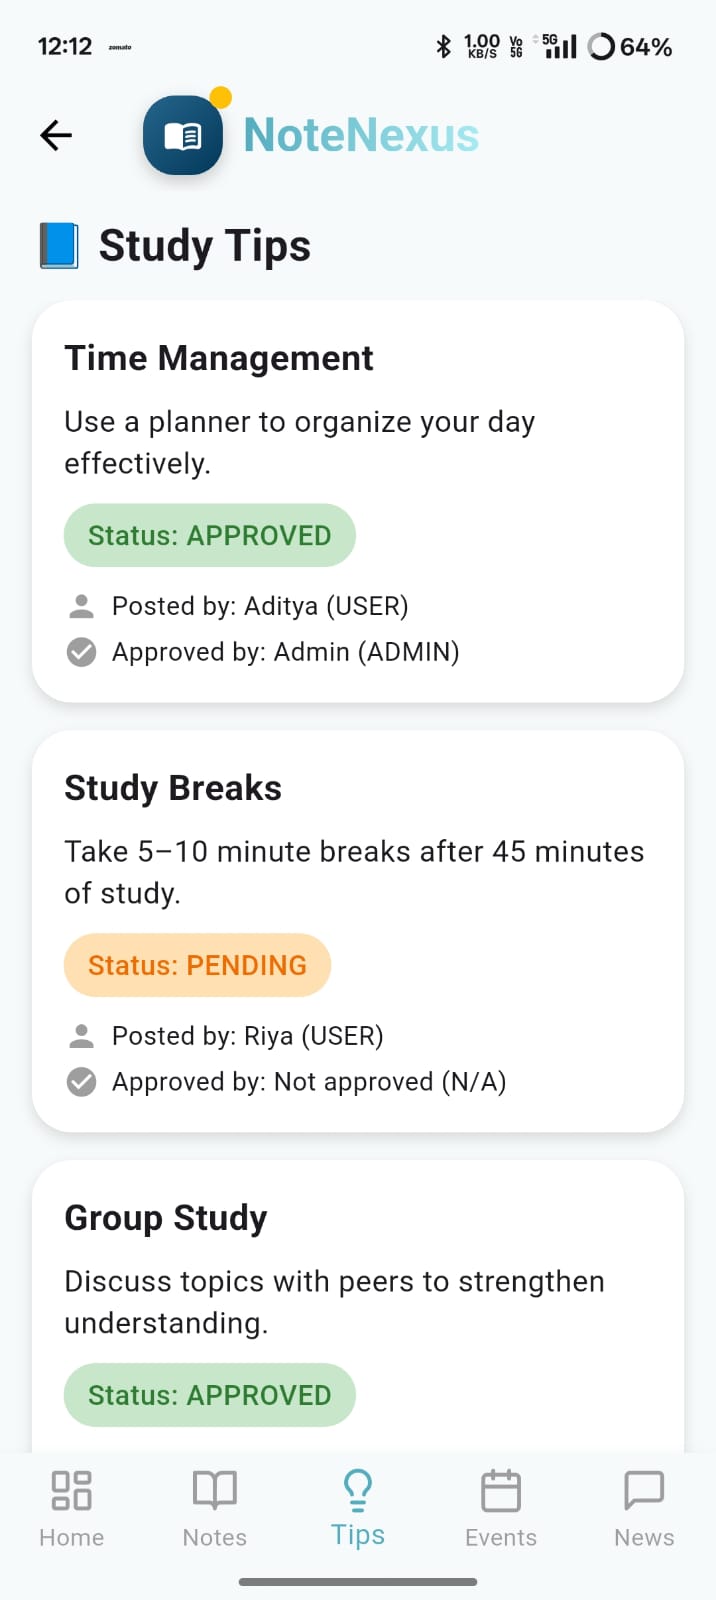 12:12 zomato 1.00 KB/S Vo 5G 5G 64%
NoteNexus
Study Tips
Time Management
Use a planner to organize your day
effectively.
Status: APPROVED
Posted by: Aditya (USER)
Approved by: Admin (ADMIN)
Study Breaks
Take 5–10 minute breaks after 45 minutes
of study.
Status: PENDING
Posted by: Riya (USER)
Approved by: Not approved (N/A)
Group Study
Discuss topics with peers to strengthen
understanding.
Status: APPROVED
Home Notes Tips Events News